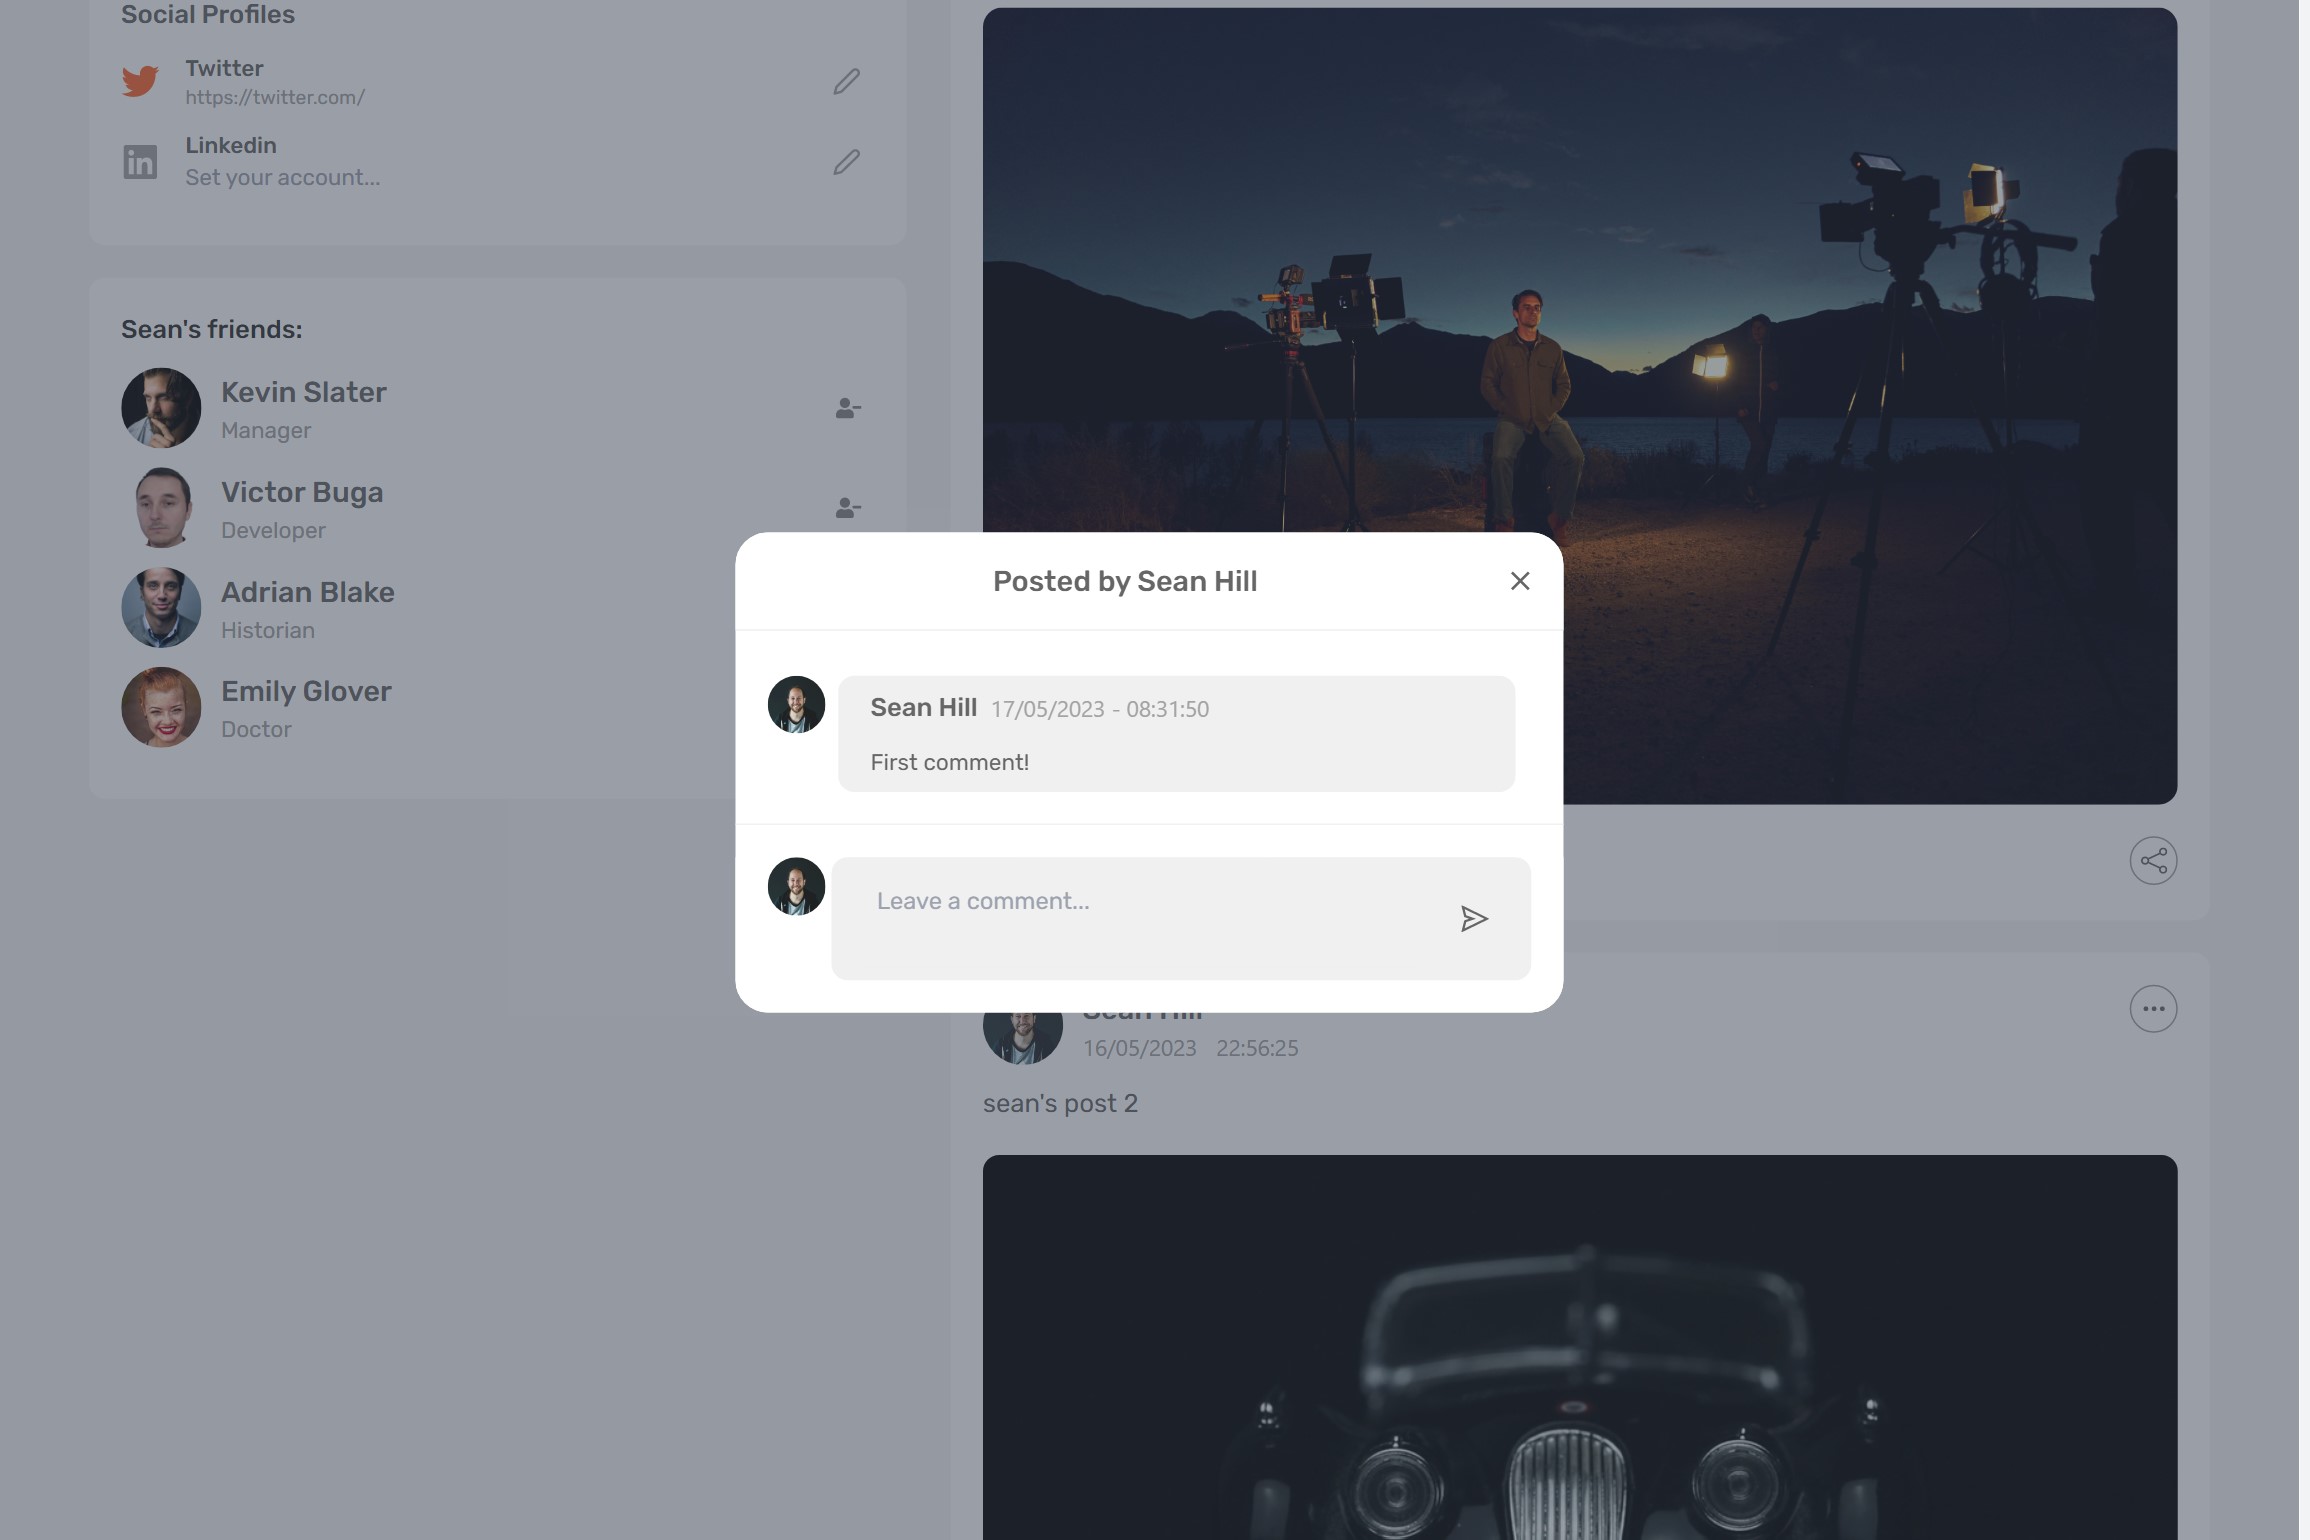 Social Profiles
Twitter
https://twitter.com/
Linkedin
Set your account...
Sean's friends:
Kevin Slater
Manager
Victor Buga
Developer
Adrian Blake
Historian
Emily Glover
Doctor
Posted by Sean Hill
Sean Hill 17/05/2023 - 08:31:50
First comment!
Leave a comment...
Sean Hill
16/05/2023 22:56:25
sean's post 2